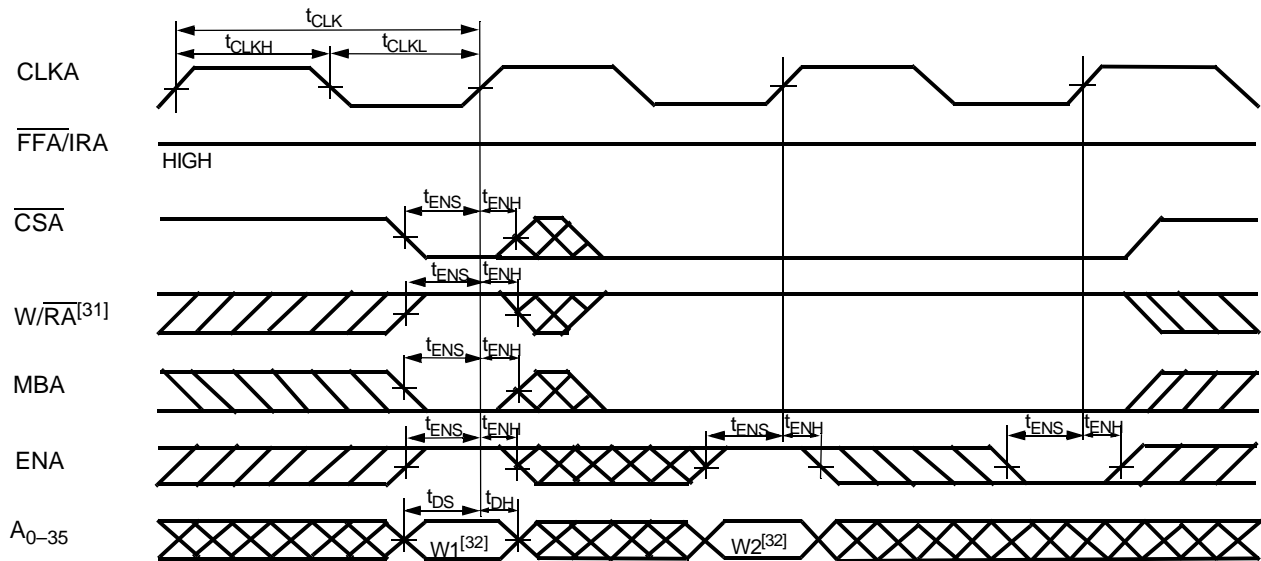 tCLK
tCLKH tCLKL
CLKA
FFA/IRA
HIGH
tENS tENH
CSA
tENS tENH
W/RA[31]
tENS tENH
MBA
tENS tENH tENS tENH tENS tENH
ENA
tDS tDH
A0–35 W1[32] W2[32]